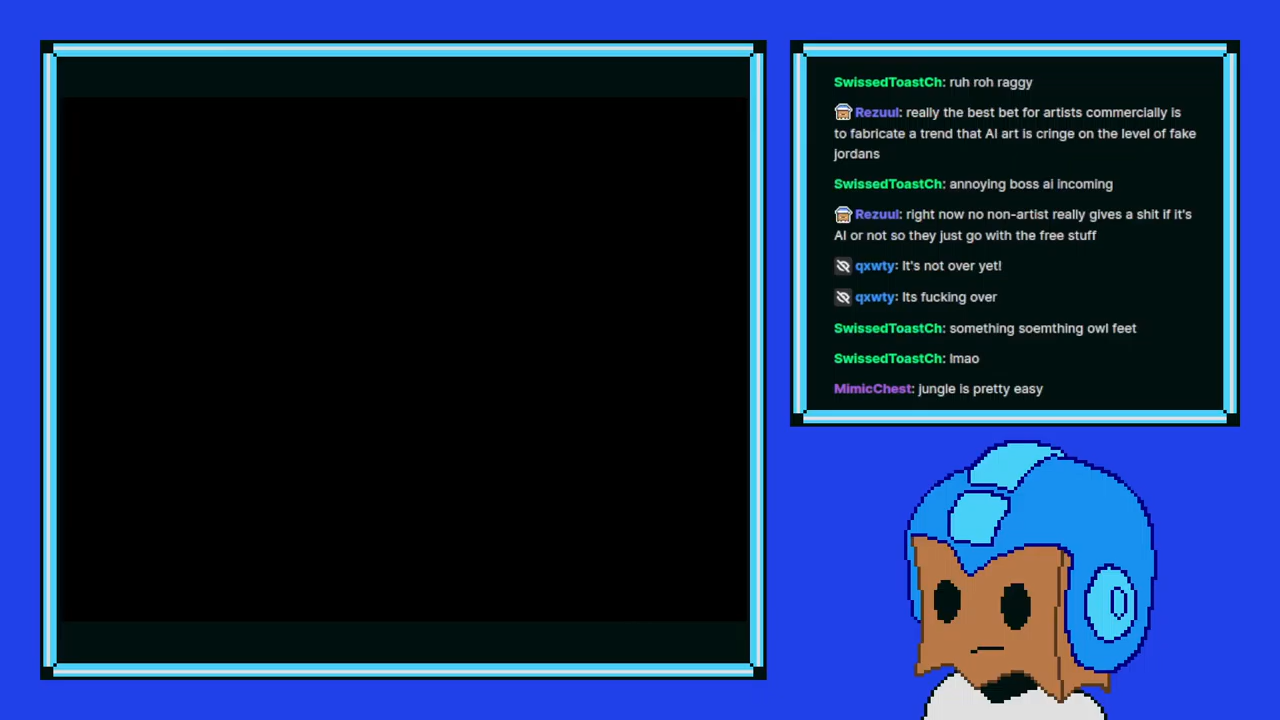 SwissedToastCh: ruh roh raggy
Rezuul: really the best bet for artists commercially is
to fabricate a trend that AI art is cringe on the level of fake
jordans
SwissedToastCh: annoying boss ai incoming
Rezuul: right now no non-artist really gives a shit if it's
AI or not so they just go with the free stuff
qxwty: It's not over yet!
qxwty: Its fucking over
SwissedToastCh: something soemthing owl feet
SwissedToastCh: lmao
MimicChest: jungle is pretty easy